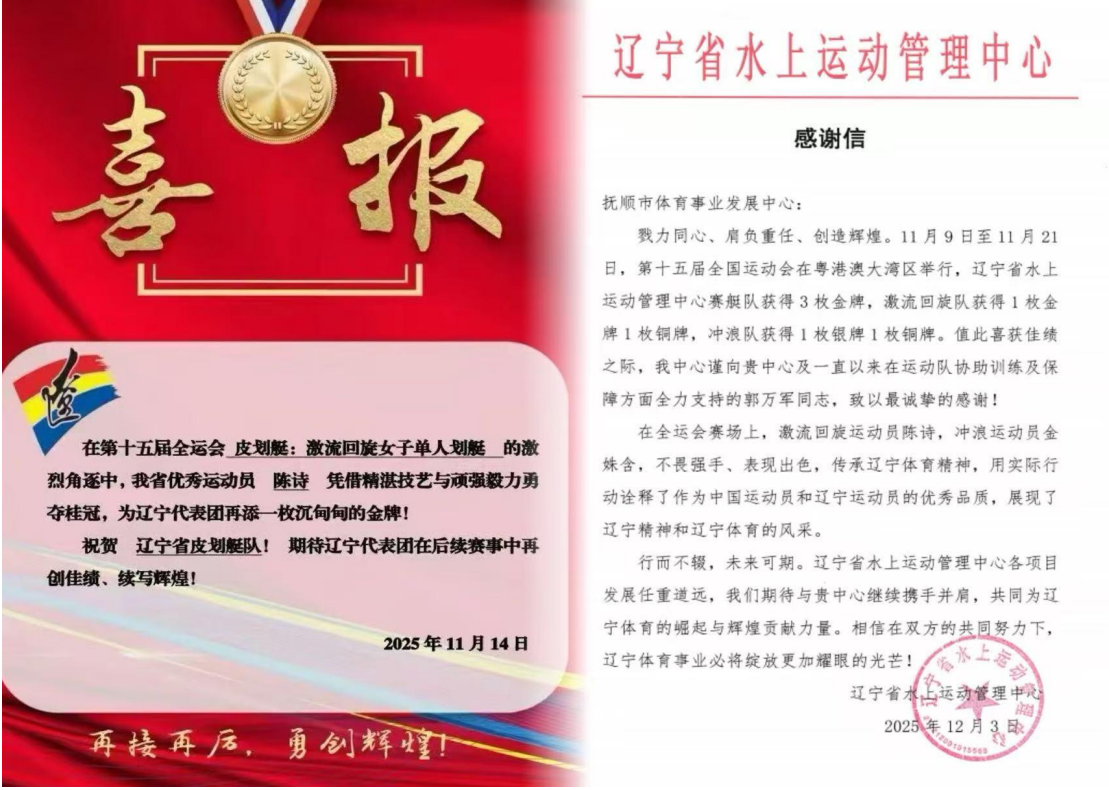 喜报
辽
在第十五届全运会 皮划艇：激流回旋女子单人划艇 的激
烈角逐中，我省优秀运动员 陈诗 凭借精湛技艺与顽强毅力勇
夺桂冠，为辽宁代表团再添一枚沉甸甸的金牌！
祝贺 辽宁省皮划艇队！ 期待辽宁代表团在后续赛事中再
创佳绩、续写辉煌！
2025年11月14日
再接再厉，勇创辉煌！
辽宁省水上运动管理中心
感谢信
抚顺市体育事业发展中心：
戮力同心、肩负重任、创造辉煌。11月9日至11月21
日，第十五届全国运动会在粤港澳大湾区举行，辽宁省水上
运动管理中心赛艇队获得3枚金牌，激流回旋队获得1枚金
牌1枚铜牌，冲浪队获得1枚银牌1枚铜牌。值此喜获佳绩
之际，我中心谨向贵中心及一直以来在运动队协助训练及保
障方面全力支持的郭万军同志，致以最诚挚的感谢！
在全运会赛场上，激流回旋运动员陈诗，冲浪运动员金
姝含，不畏强手、表现出色，传承辽宁体育精神，用实际行
动诠释了作为中国运动员和辽宁运动员的优秀品质，展现了
辽宁精神和辽宁体育的风采。
行而不辍，未来可期。辽宁省水上运动管理中心各项目
发展任重道远，我们期待与贵中心继续携手并肩，共同为辽
宁体育的崛起与辉煌贡献力量。相信在双方的共同努力下，
辽宁体育事业必将绽放更加耀眼的光芒！
辽宁省水上运动管理中心
2025年12月3日
辽宁省水上运动管理中心